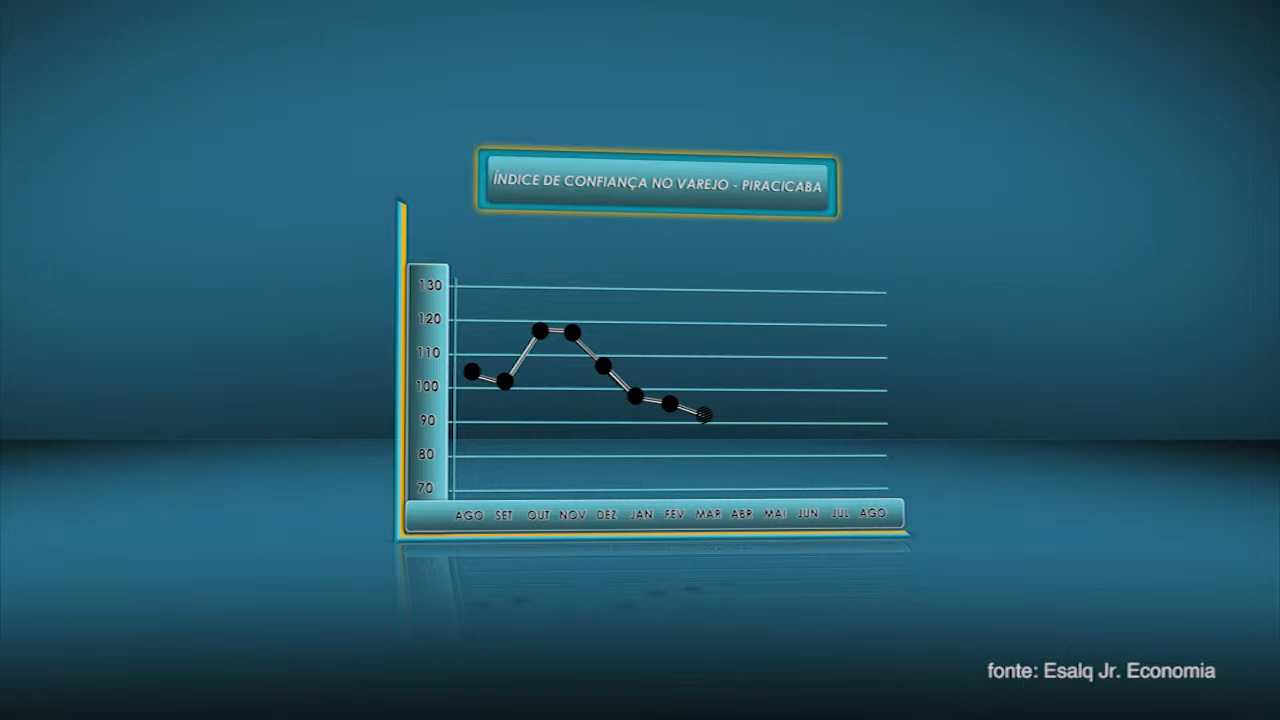 ÍNDICE DE CONFIANÇA NO VAREJO - PIRACICABA
130
120
110
100
90
80
70
AGO SET OUT NOV DEZ JAN FEV MAR ABR MAI JUN JUL AGO
fonte: Esalq Jr. Economia